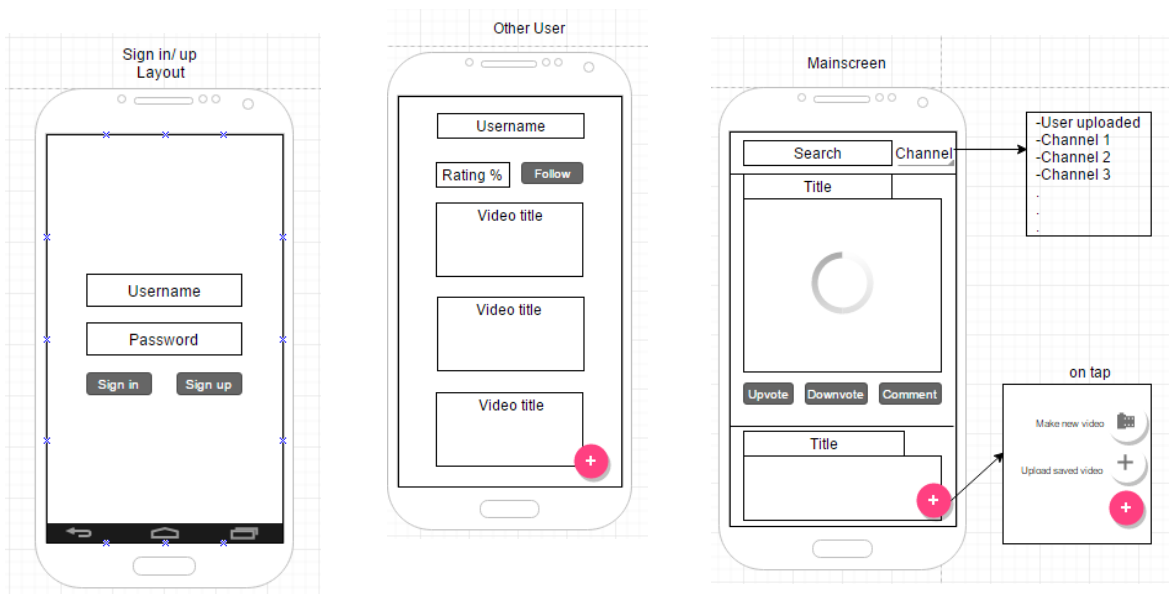 Sign in/ up
Layout
Username
Password
Sign in
Sign up
Other User
Username
Rating %
Follow
Video title
Video title
Video title
+
Mainscreen
Search
Channel
Title
Upvote
Downvote
Comment
Title
+
-User uploaded
-Channel 1
-Channel 2
-Channel 3
.
.
.
on tap
Make new video
Upload saved video
+
+